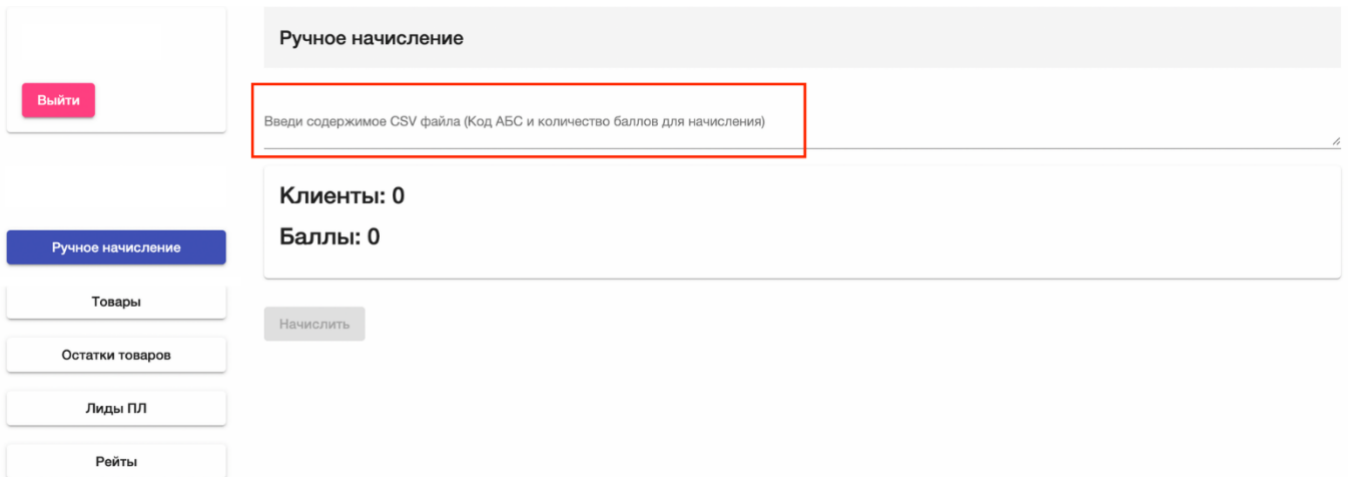 Выйти
Ручное начисление
Товары
Остатки товаров
Лиды ПЛ
Рейты
Ручное начисление
Введи содержимое CSV файла (Код АБС и количество баллов для начисления)
Клиенты: 0
Баллы: 0
Начислить